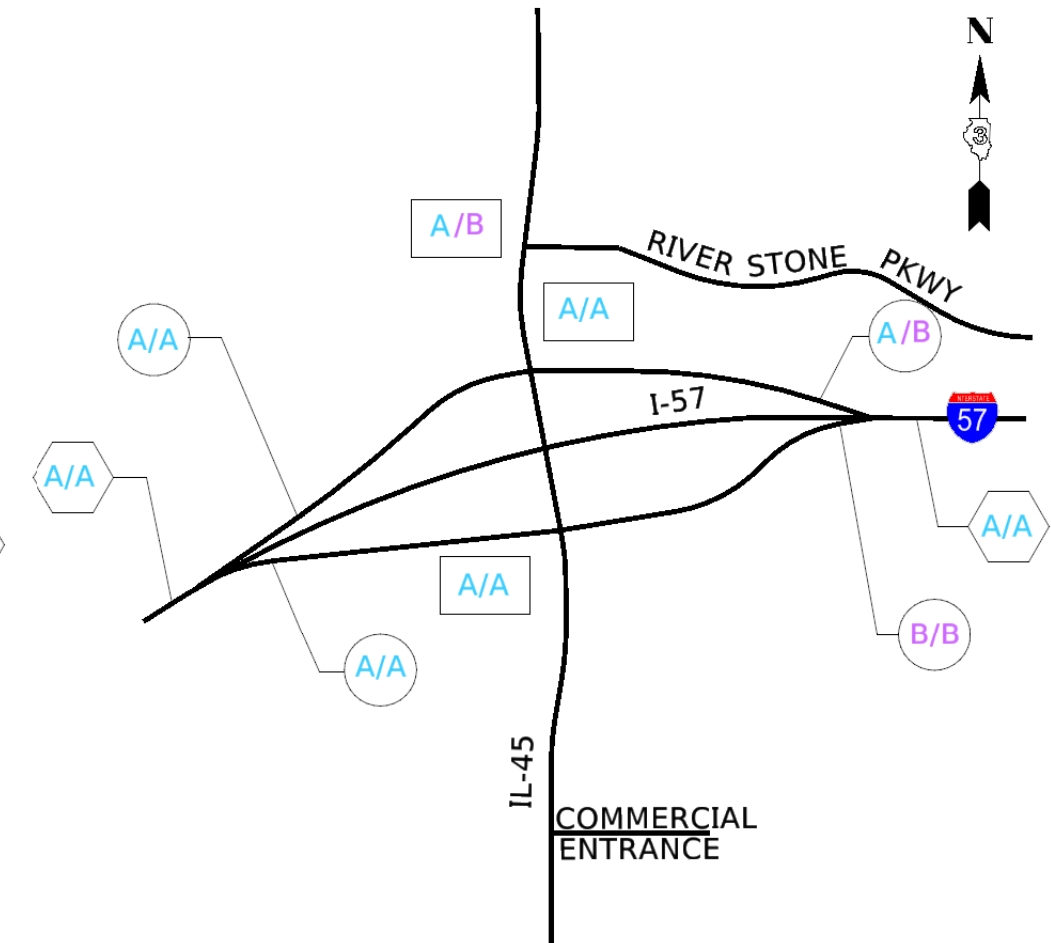 N
3
A/B
RIVER STONE PKWY
A/A
A/A
A/B
I-57
INTERSTATE
57
A/A
A/A
A/A
B/B
A/A
IL-45
COMMERCIAL
ENTRANCE